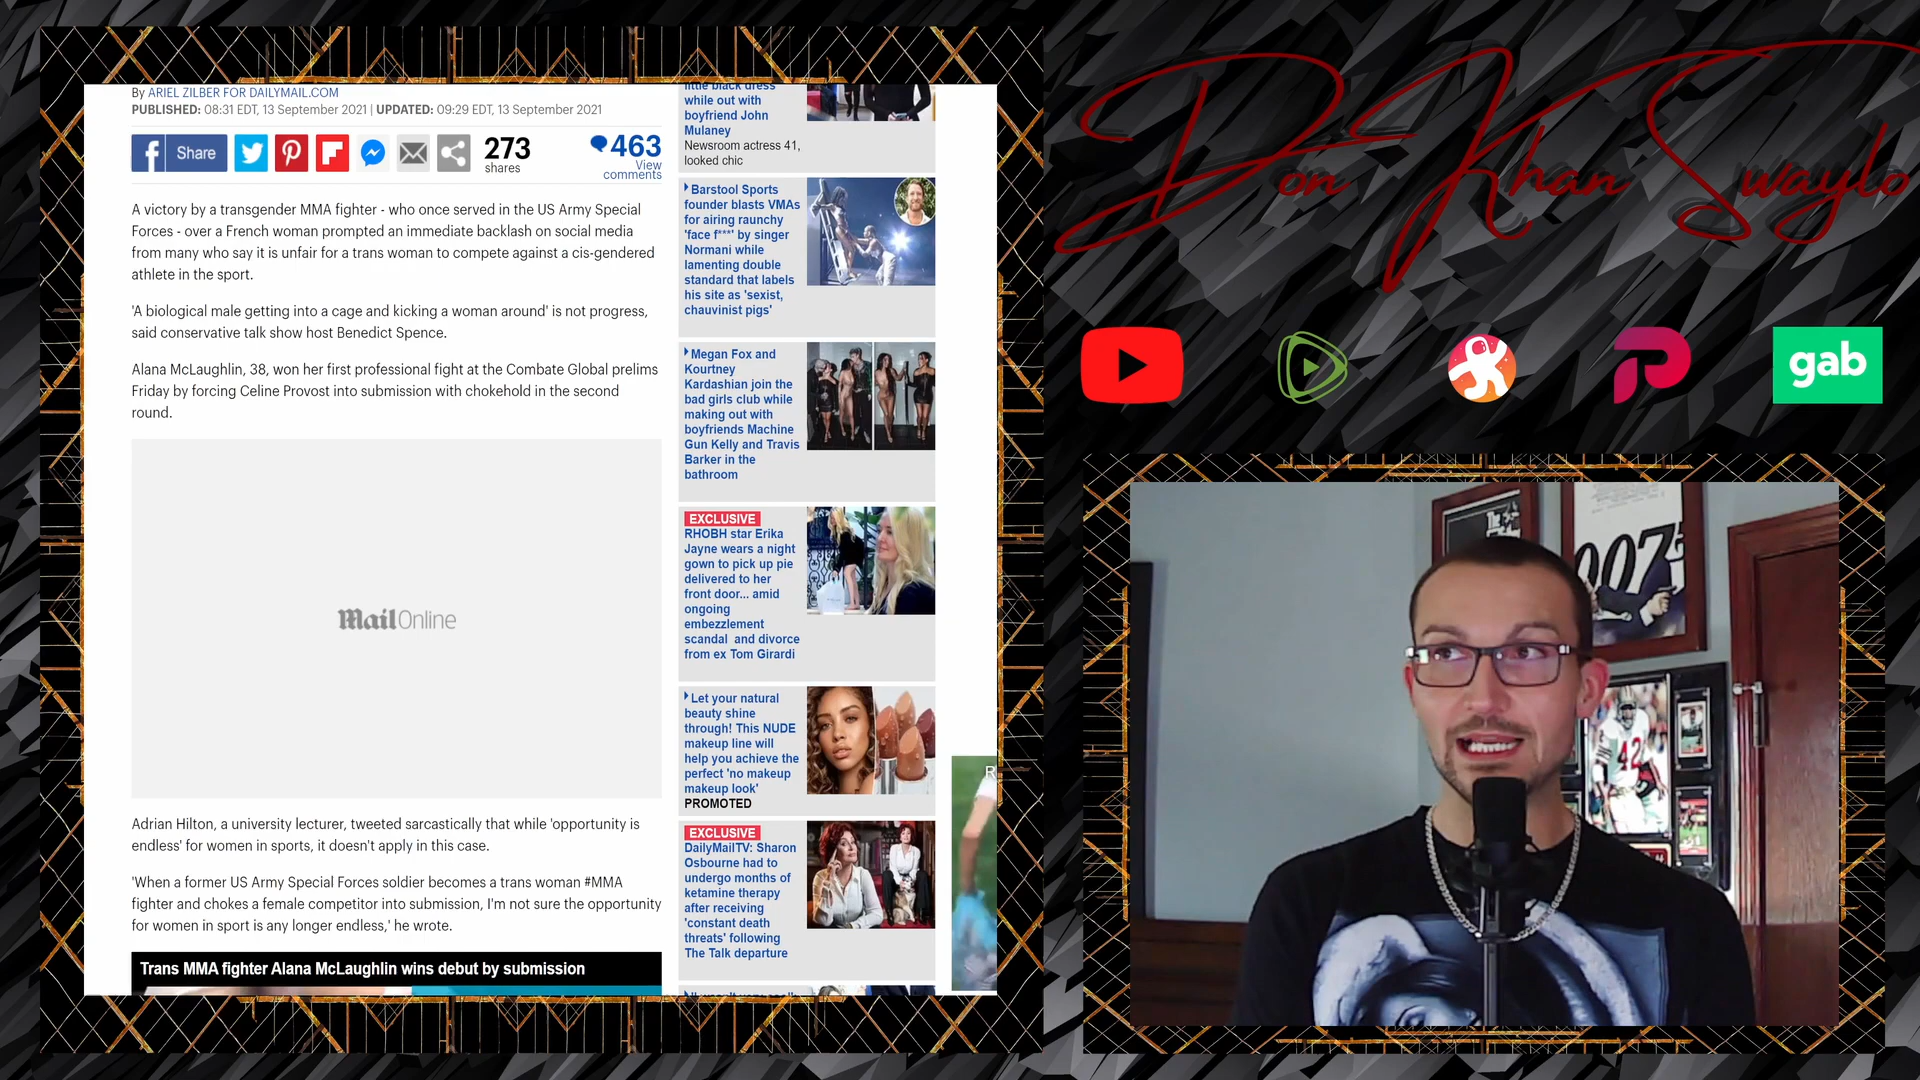 By ARIEL ZILBER FOR DAILYMAIL.COM
PUBLISHED: 08:31 EDT, 13 September 2021 | UPDATED: 09:29 EDT, 13 September 2021
Share
273
shares
463
View
comments
A victory by a transgender MMA fighter - who once served in the US Army Special
Forces - over a French woman prompted an immediate backlash on social media
from many who say it is unfair for a trans woman to compete against a cis-gendered
athlete in the sport.
'A biological male getting into a cage and kicking a woman around' is not progress,
said conservative talk show host Benedict Spence.
Alana McLaughlin, 38, won her first professional fight at the Combate Global prelims
Friday by forcing Celine Provost into submission with chokehold in the second
round.
Mail Online
Adrian Hilton, a university lecturer, tweeted sarcastically that while 'opportunity is
endless' for women in sports, it doesn't apply in this case.
'When a former US Army Special Forces soldier becomes a trans woman #MMA
fighter and chokes a female competitor into submission, I'm not sure the opportunity
for women in sport is any longer endless,' he wrote.
Trans MMA fighter Alana McLaughlin wins debut by submission
little black dress
while out with
boyfriend John
Mulaney
Newsroom actress 41,
looked chic
Barstool Sports
founder blasts VMAs
for airing raunchy
'face f***' by singer
Normani while
lamenting double
standard that labels
his site as 'sexist,
chauvinist pigs'
Megan Fox and
Kourtney
Kardashian join the
bad girls club while
making out with
boyfriends Machine
Gun Kelly and Travis
Barker in the
bathroom
EXCLUSIVE
RHOBH star Erika
Jayne wears a night
gown to pick up pie
delivered to her
front door... amid
ongoing
embezzlement
scandal and divorce
from ex Tom Girardi
Let your natural
beauty shine
through! This NUDE
makeup line will
help you achieve the
perfect 'no makeup
makeup look'
PROMOTED
EXCLUSIVE
DailyMailTV: Sharon
Osbourne had to
undergo months of
ketamine therapy
after receiving
'constant death
threats' following
The Talk departure
R
Don Khan Swaylo
gab
007
42